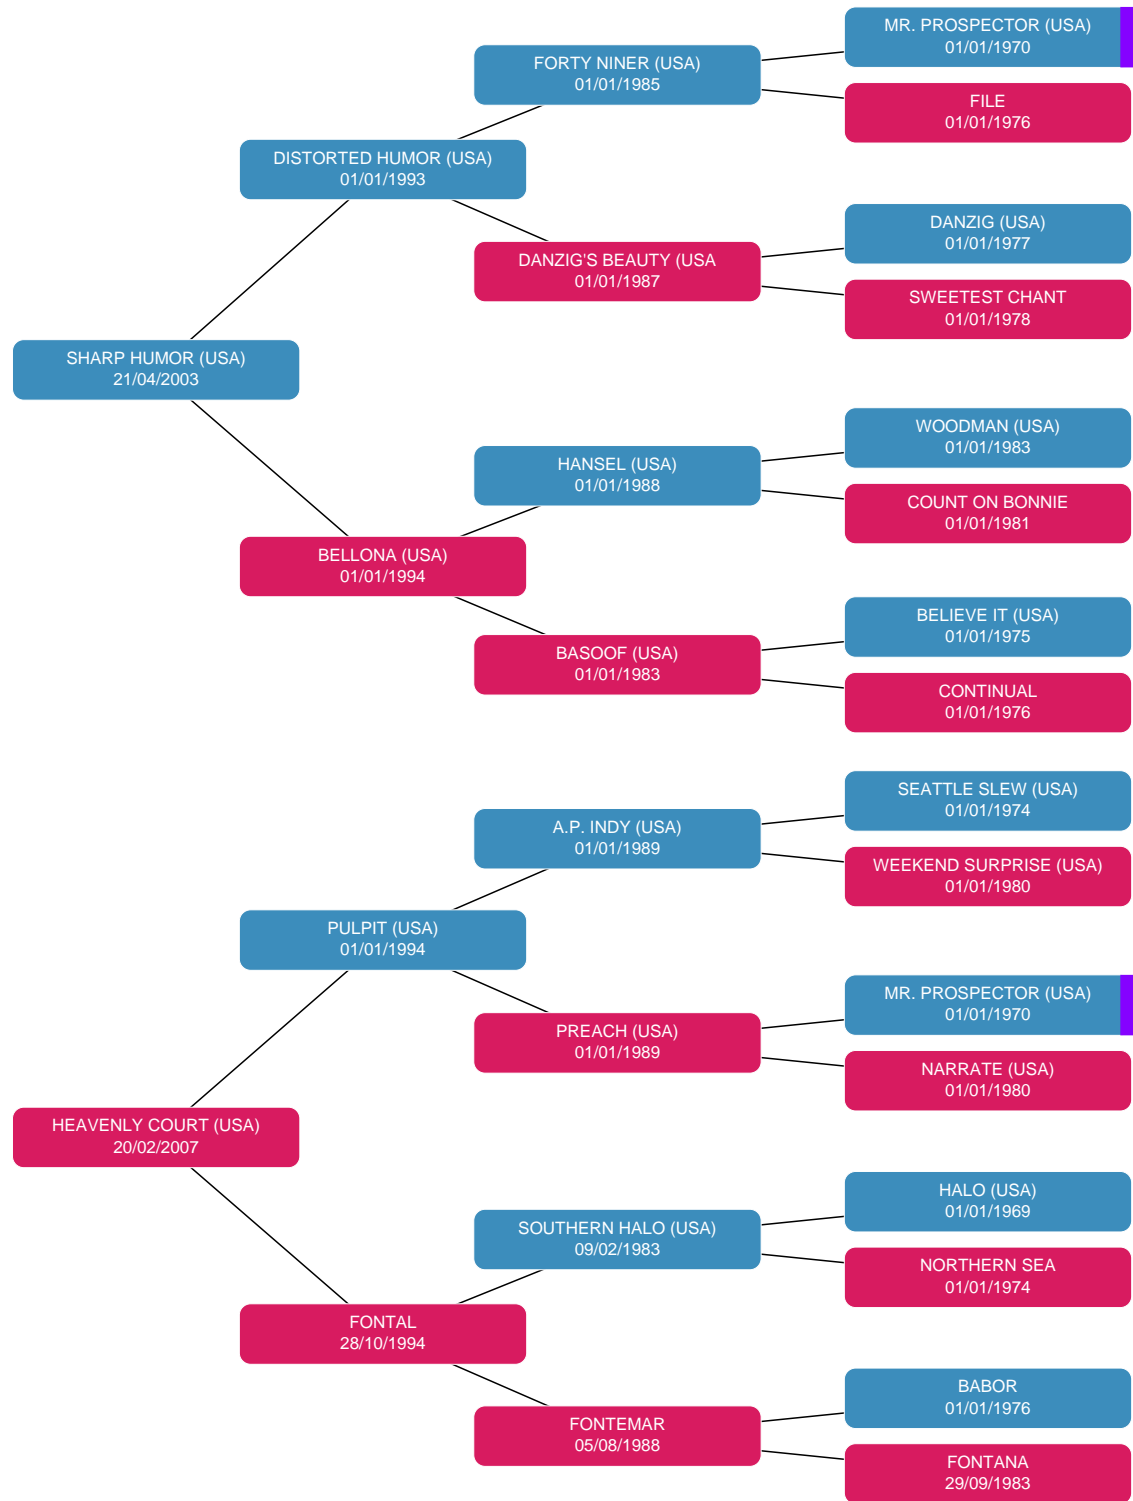 MR. PROSPECTOR (USA)
01/01/1970
FORTY NINER (USA)
01/01/1985
FILE
01/01/1976
DISTORTED HUMOR (USA)
01/01/1993
DANZIG (USA)
01/01/1977
DANZIG'S BEAUTY (USA
01/01/1987
SWEETEST CHANT
01/01/1978
SHARP HUMOR (USA)
21/04/2003
WOODMAN (USA)
01/01/1983
HANSEL (USA)
01/01/1988
COUNT ON BONNIE
01/01/1981
BELLONA (USA)
01/01/1994
BELIEVE IT (USA)
01/01/1975
BASOOF (USA)
01/01/1983
CONTINUAL
01/01/1976
SEATTLE SLEW (USA)
01/01/1974
A.P. INDY (USA)
01/01/1989
WEEKEND SURPRISE (USA)
01/01/1980
PULPIT (USA)
01/01/1994
MR. PROSPECTOR (USA)
01/01/1970
PREACH (USA)
01/01/1989
NARRATE (USA)
01/01/1980
HEAVENLY COURT (USA)
20/02/2007
HALO (USA)
01/01/1969
SOUTHERN HALO (USA)
09/02/1983
NORTHERN SEA
01/01/1974
FONTAL
28/10/1994
BABOR
01/01/1976
FONTEMAR
05/08/1988
FONTANA
29/09/1983